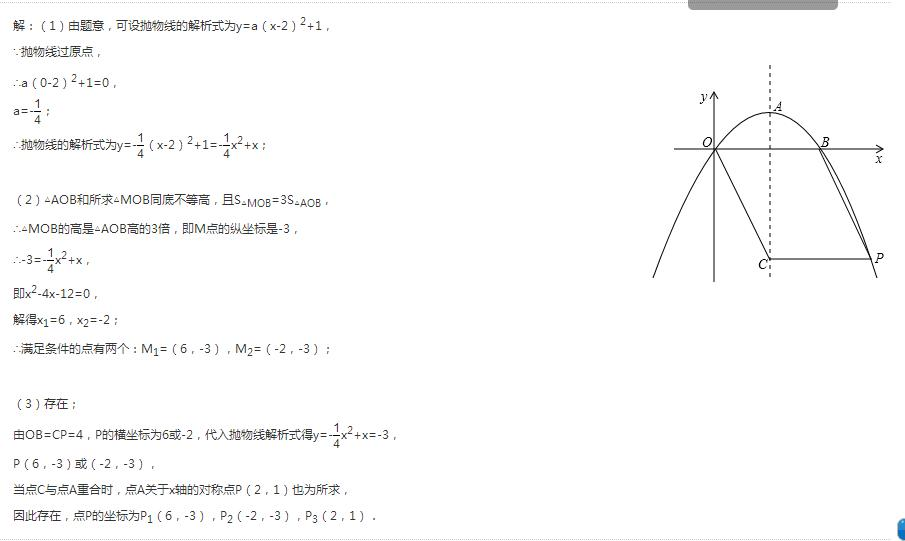 解：（1）由题意，可设抛物线的解析式为y=a（x-2）²+1，
∵抛物线过原点，
∴a（0-2）²+1=0，
a=-1/4；
∴抛物线的解析式为y=-1/4（x-2）²+1=-1/4x²+x；
（2）△AOB和所求△MOB同底不等高，且S△MOB=3S△AOB，
∴△MOB的高是△AOB高的3倍，即M点的纵坐标是-3，
∴-3=-1/4x²+x，
即x²-4x-12=0，
解得x₁=6，x₂=-2；
∴满足条件的点有两个：M₁=（6，-3），M₂=（-2，-3）；
（3）存在；
由OB=CP=4，P的横坐标为6或-2，代入抛物线解析式得y=-1/4x²+x=-3，
P（6，-3）或（-2，-3），
当点C与点A重合时，点A关于x轴的对称点P（2，1）也为所求，
因此存在，点P的坐标为P₁（6，-3），P₂（-2，-3），P₃（2，1）．
y
A
O
B
x
C
P